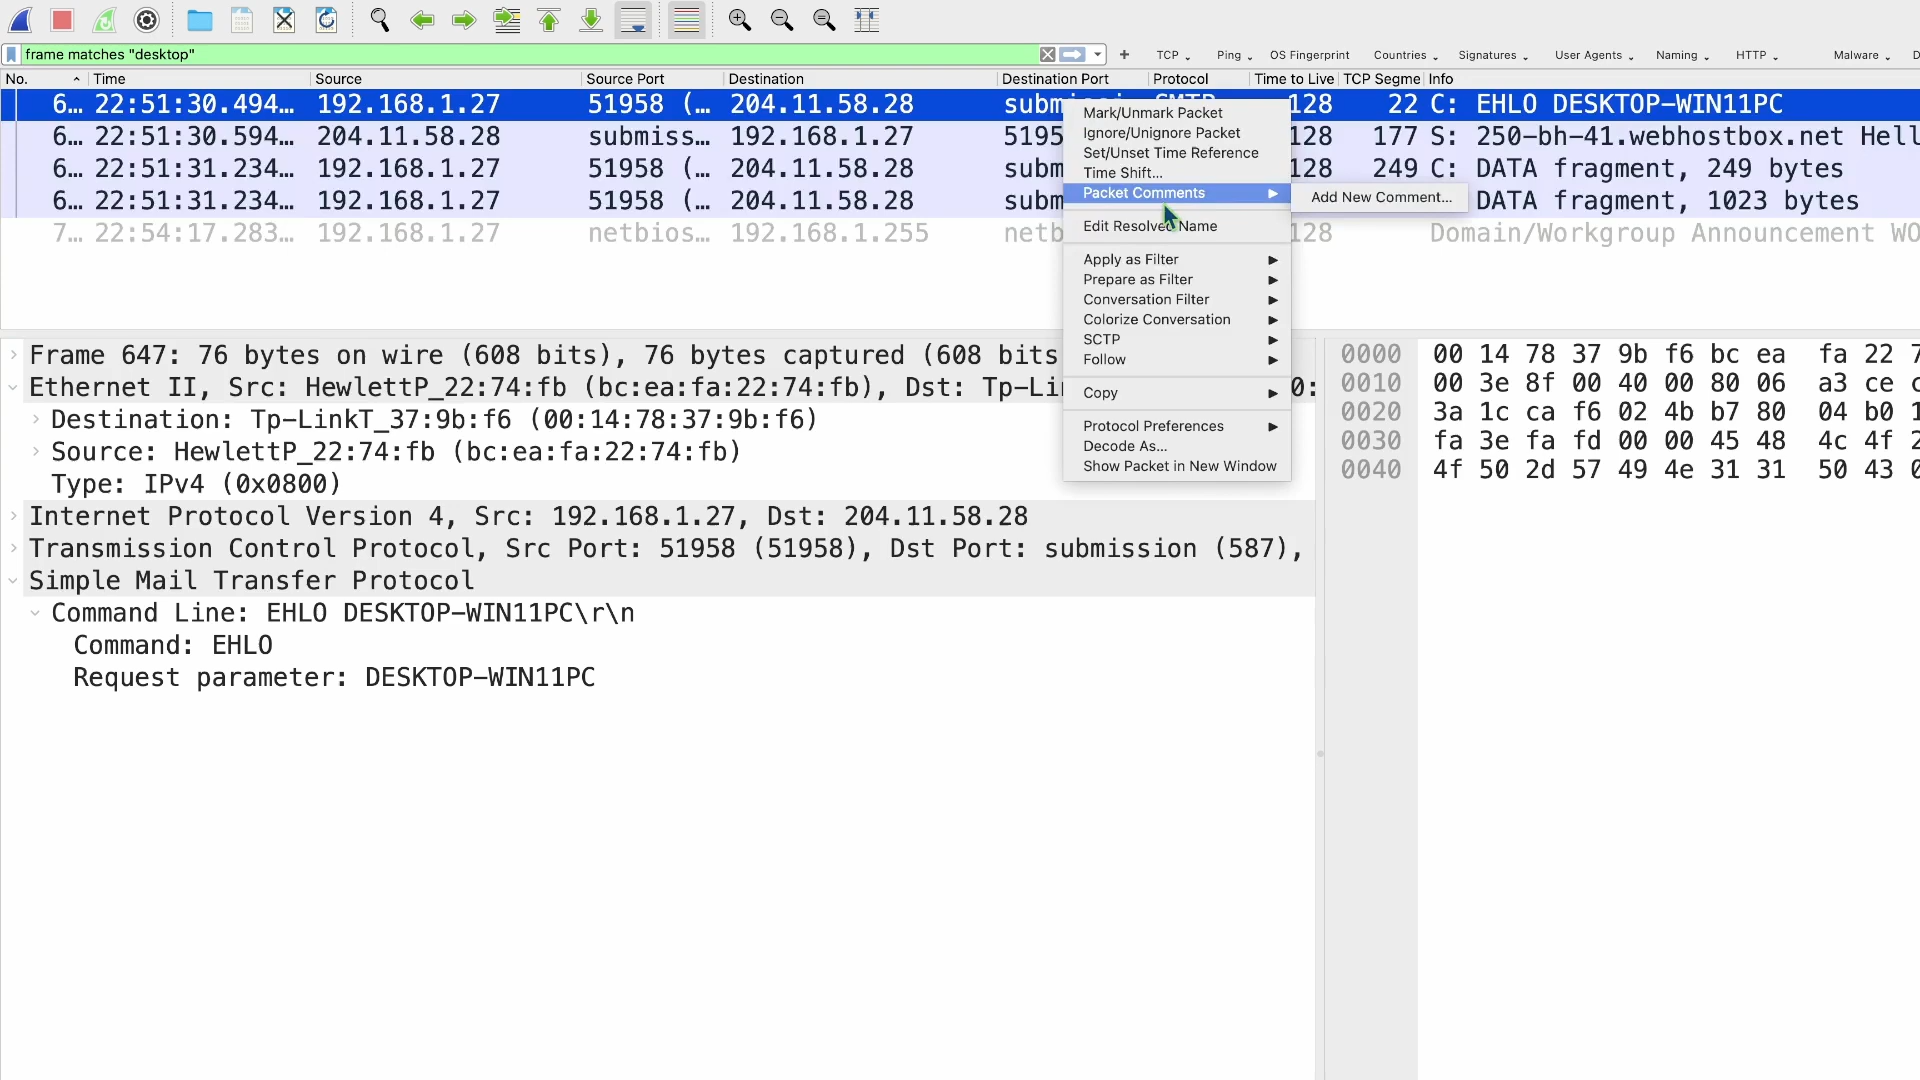 frame matches "desktop"
+ TCP Ping OS Fingerprint Countries Signatures User Agents Naming HTTP Malware
No. Time Source Source Port Destination Destination Port Protocol Time to Live TCP Segme Info
6… 22:51:30.494… 192.168.1.27 51958 (… 204.11.58.28 128 22 C: EHLO DESKTOP-WIN11PC
6… 22:51:30.594… 204.11.58.28 submiss… 192.168.1.27 5195 128 177 S: 250-bh-41.webhostbox.net Hell
6… 22:51:31.234… 192.168.1.27 51958 (… 204.11.58.28 subm 128 249 C: DATA fragment, 249 bytes
6… 22:51:31.234… 192.168.1.27 51958 (… 204.11.58.28 subm DATA fragment, 1023 bytes
7… 22:54:17.283… 192.168.1.27 netbios… 192.168.1.255 netb 128 Domain/Workgroup Announcement WO
Mark/Unmark Packet
Ignore/Unignore Packet
Set/Unset Time Reference
Time Shift...
Packet Comments
Add New Comment...
Edit Resolved Name
Apply as Filter
Prepare as Filter
Conversation Filter
Colorize Conversation
SCTP
Follow
Copy
Protocol Preferences
Decode As...
Show Packet in New Window
Frame 647: 76 bytes on wire (608 bits), 76 bytes captured (608 bits
Ethernet II, Src: HewlettP_22:74:fb (bc:ea:fa:22:74:fb), Dst: Tp-Li 0:
Destination: Tp-LinkT_37:9b:f6 (00:14:78:37:9b:f6)
Source: HewlettP_22:74:fb (bc:ea:fa:22:74:fb)
Type: IPv4 (0x0800)
Internet Protocol Version 4, Src: 192.168.1.27, Dst: 204.11.58.28
Transmission Control Protocol, Src Port: 51958 (51958), Dst Port: submission (587),
Simple Mail Transfer Protocol
Command Line: EHLO DESKTOP-WIN11PC\r\n
Command: EHLO
Request parameter: DESKTOP-WIN11PC
0000 00 14 78 37 9b f6 bc ea fa 22 7
0010 00 3e 8f 00 40 00 80 06 a3 ce c
0020 3a 1c ca f6 02 4b b7 80 04 b0 1
0030 fa 3e fa fd 00 00 45 48 4c 4f 2
0040 4f 50 2d 57 49 4e 31 31 50 43 0